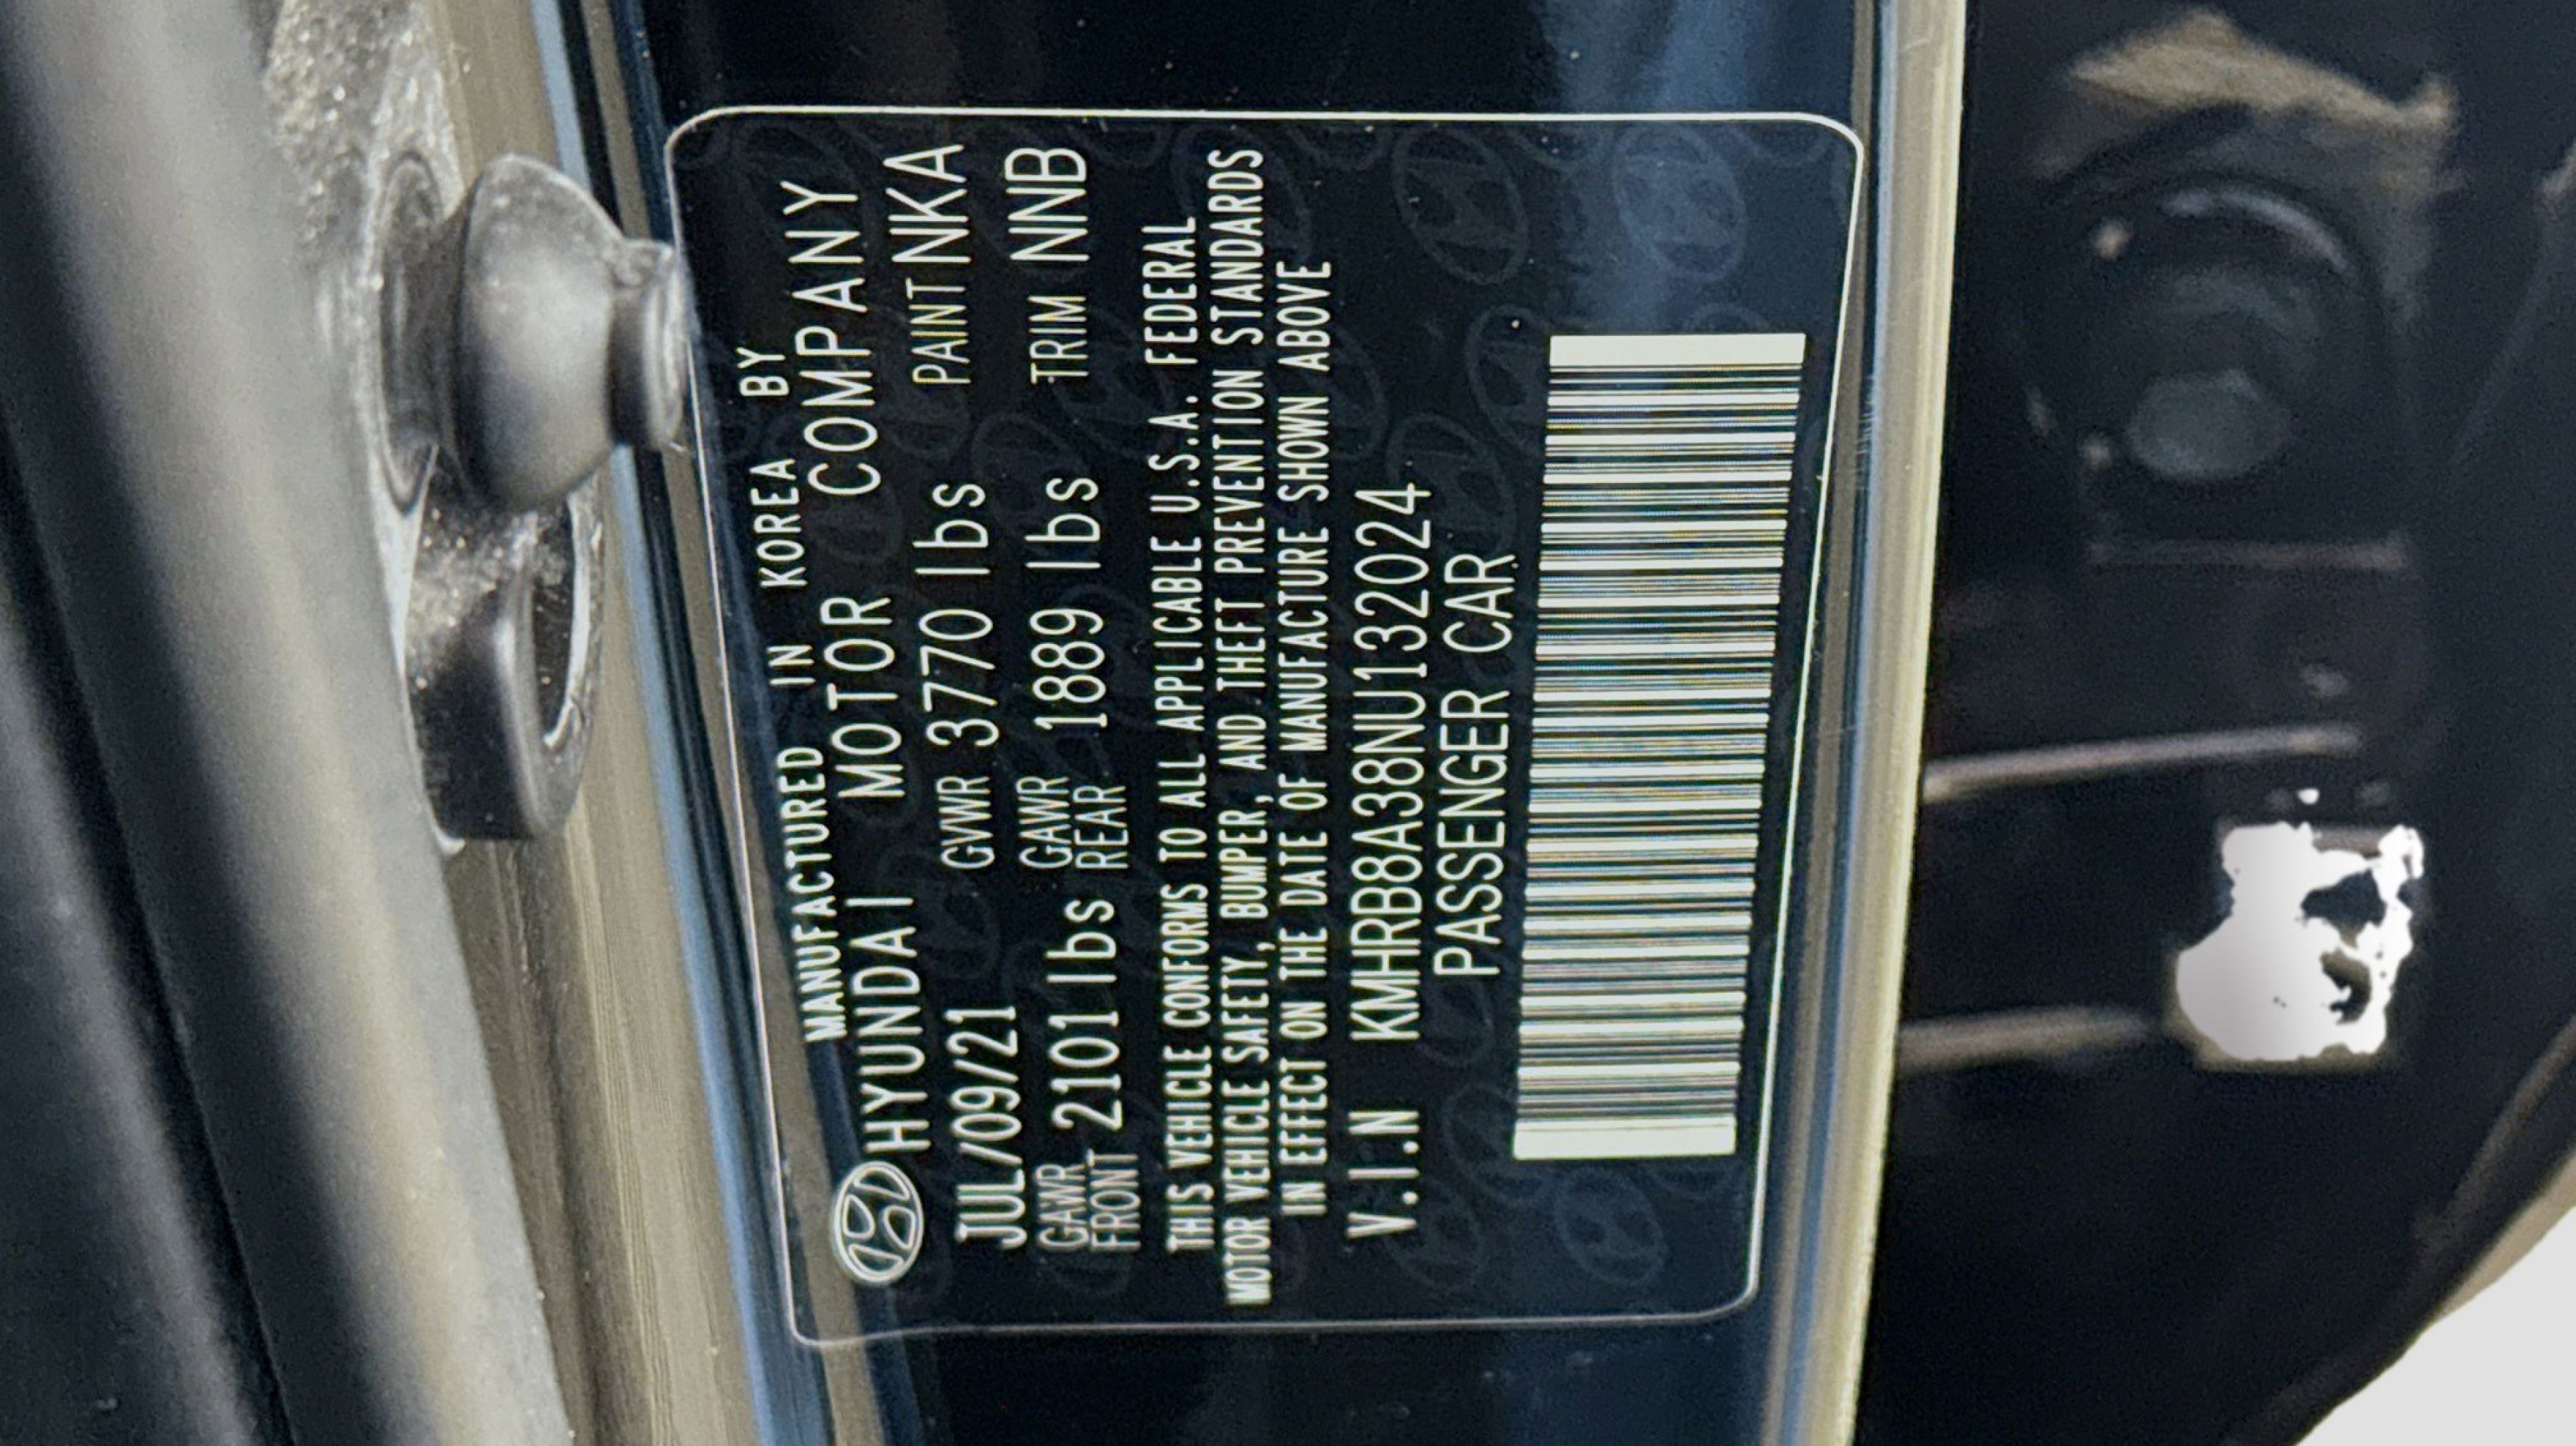 MANUFACTURED IN KOREA BY
HYUNDAI MOTOR COMPANY
JUL/09/21 GVWR 3770 lbs PAINT NKA
GAWR FRONT 2101 lbs GAWR REAR 1889 lbs TRIM NNB
THIS VEHICLE CONFORMS TO ALL APPLICABLE U.S.A. FEDERAL
MOTOR VEHICLE SAFETY, BUMPER, AND THEFT PREVENTION STANDARDS
IN EFFECT ON THE DATE OF MANUFACTURE SHOWN ABOVE
V.I.N KMHRB8A38NU132024
PASSENGER CAR